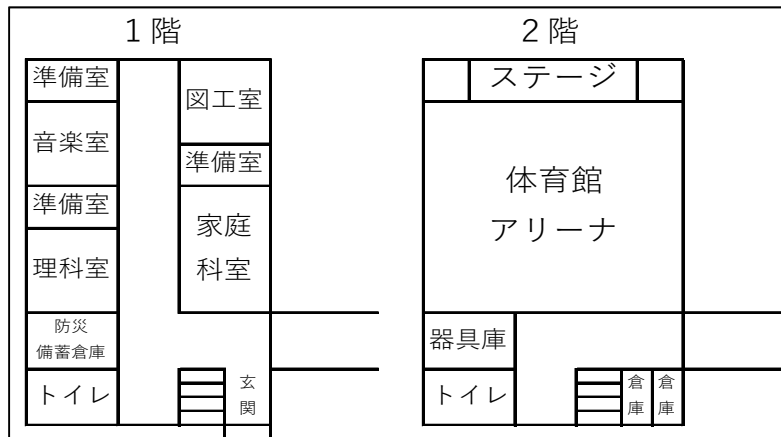 1階
準備室
音楽室
準備室
理科室
防災
備蓄倉庫
トイレ
図工室
準備室
家庭
科室
玄
関
2階
ステージ
体育館
アリーナ
器具庫
トイレ
倉
庫
倉
庫